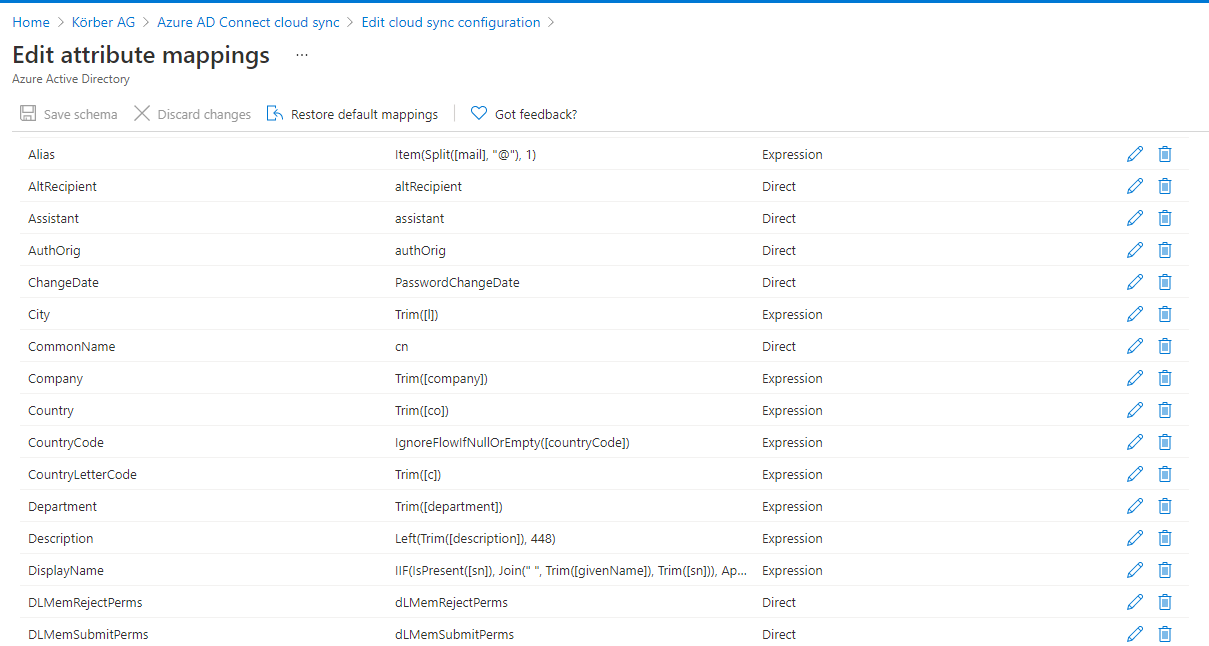 Home > Körber AG > Azure AD Connect cloud sync > Edit cloud sync configuration >
Edit attribute mappings ...
Azure Active Directory
Save schema Discard changes Restore default mappings Got feedback?
Alias Item(Split([mail], "@"), 1) Expression
AltRecipient altRecipient Direct
Assistant assistant Direct
AuthOrig authOrig Direct
ChangeDate PasswordChangeDate Direct
City Trim([l]) Expression
CommonName cn Direct
Company Trim([company]) Expression
Country Trim([co]) Expression
CountryCode IgnoreFlowIfNullOrEmpty([countryCode]) Expression
CountryLetterCode Trim([c]) Expression
Department Trim([department]) Expression
Description Left(Trim([description]), 448) Expression
DisplayName IIF(IsPresent([sn]), Join(" ", Trim([givenName]), Trim([sn])), Ap... Expression
DLMemRejectPerms dLMemRejectPerms Direct
DLMemSubmitPerms dLMemSubmitPerms Direct